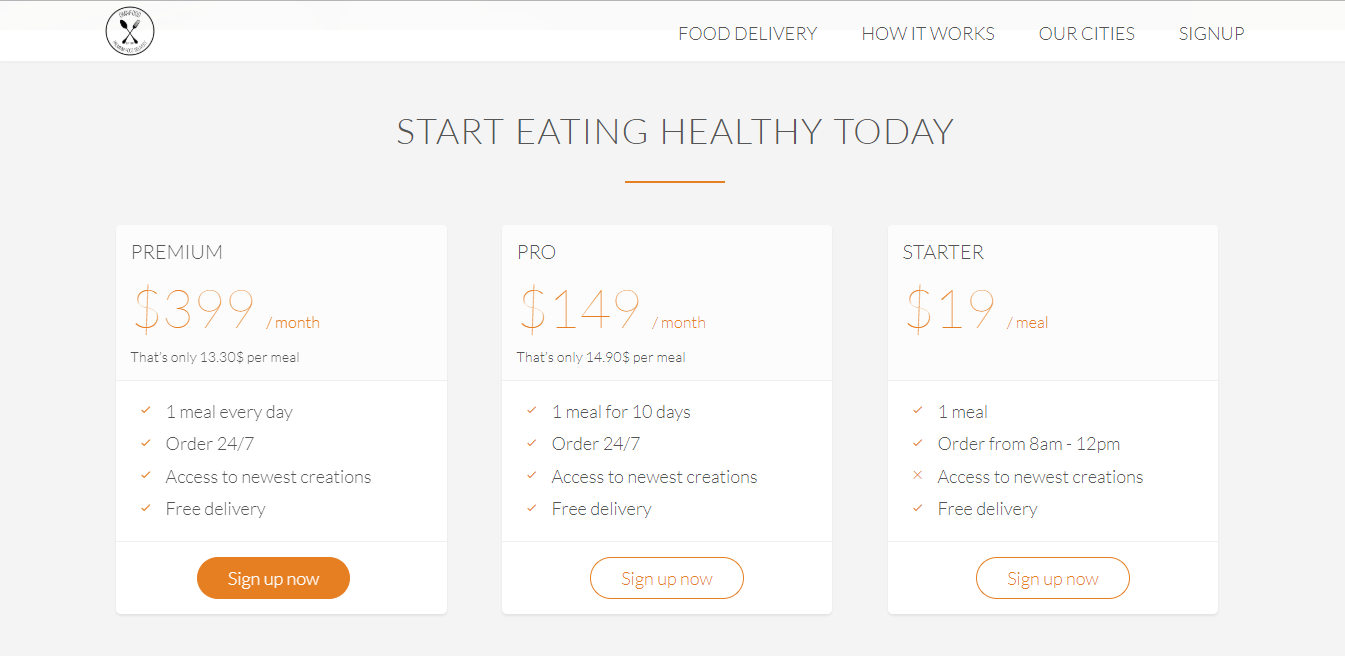 FOOD DELIVERY
HOW IT WORKS
OUR CITIES
SIGNUP
START EATING HEALTHY TODAY
PREMIUM
$399 / month
That's only 13.30$ per meal
1 meal every day
Order 24/7
Access to newest creations
Free delivery
Sign up now
PRO
$149 / month
That's only 14.90$ per meal
1 meal for 10 days
Order 24/7
Access to newest creations
Free delivery
Sign up now
STARTER
$19 / meal
1 meal
Order from 8am - 12pm
Access to newest creations
Free delivery
Sign up now